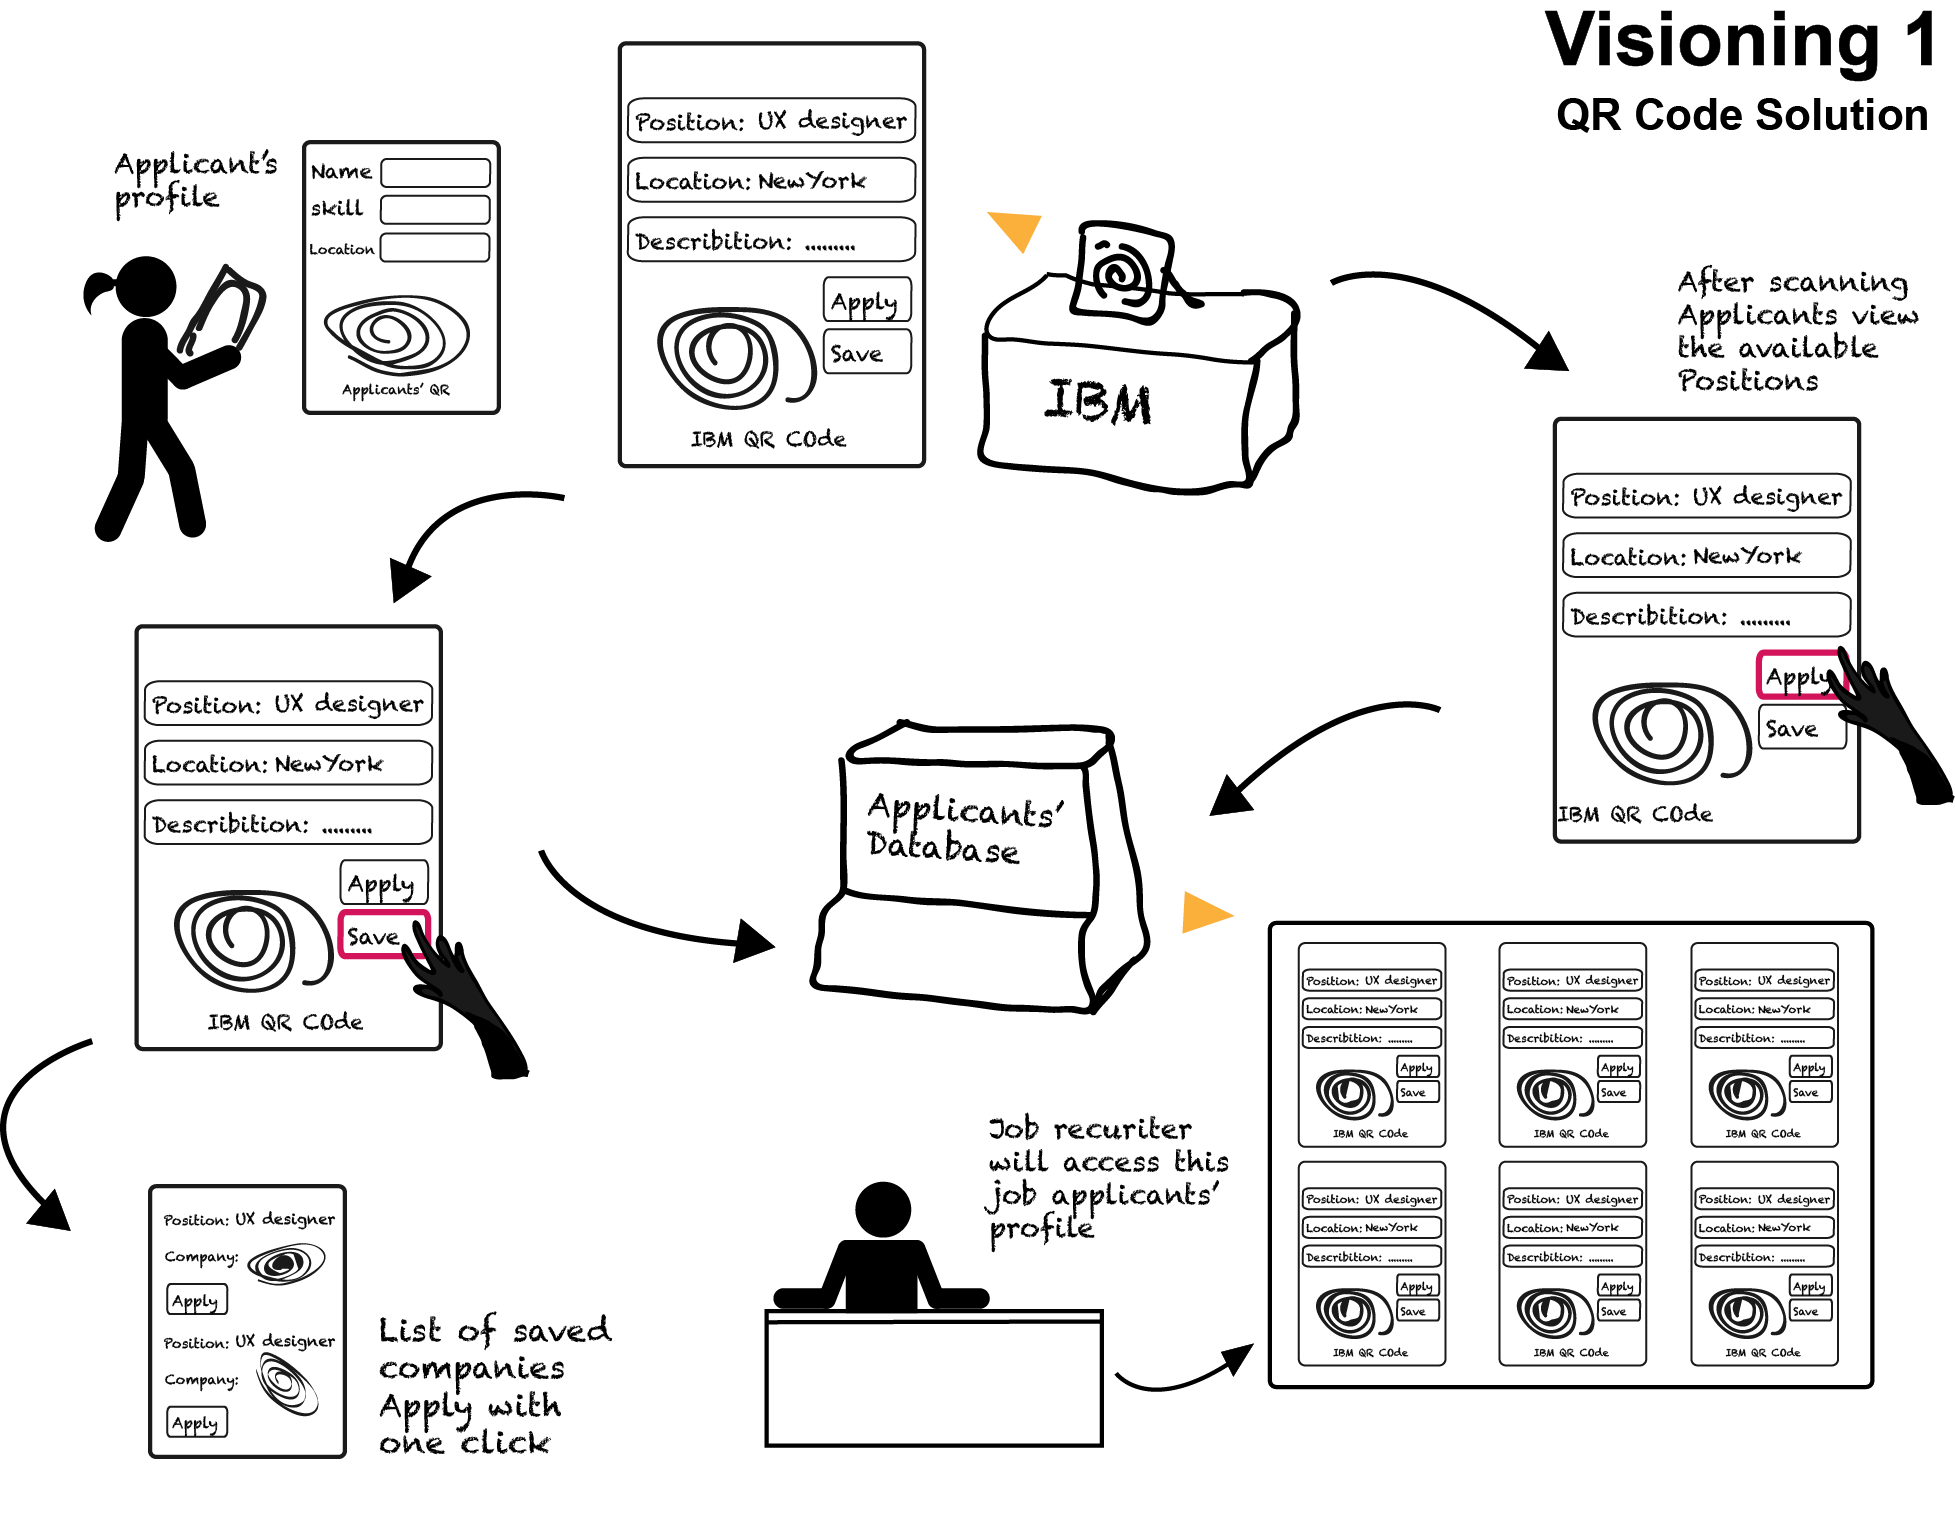 Visioning 1
QR Code Solution
Applicant's
profile
Name
skill
Location
Applicants' QR
Position: UX designer
Location: NewYork
Describition: .........
Apply
Save
IBM QR COde
IBM
After scanning
Applicants view
the available
Positions
Position: UX designer
Location: NewYork
Describition: .........
Apply
Save
IBM QR COde
Position: UX designer
Location: NewYork
Describition: .........
Apply
Save
IBM QR COde
Applicants'
Database
Position: UX designer
Company:
Apply
Position: UX designer
Company:
Apply
List of saved
companies
Apply with
one click
Job recuriter
will access this
job applicants'
profile
Position: UX designer
Location: NewYork
Describition: .........
Apply
Save
IBM QR COde
Position: UX designer
Location: NewYork
Describition: .........
Apply
Save
IBM QR COde
Position: UX designer
Location: NewYork
Describition: .........
Apply
Save
IBM QR COde
Position: UX designer
Location: NewYork
Describition: .........
Apply
Save
IBM QR COde
Position: UX designer
Location: NewYork
Describition: .........
Apply
Save
IBM QR COde
Position: UX designer
Location: NewYork
Describition: .........
Apply
Save
IBM QR COde